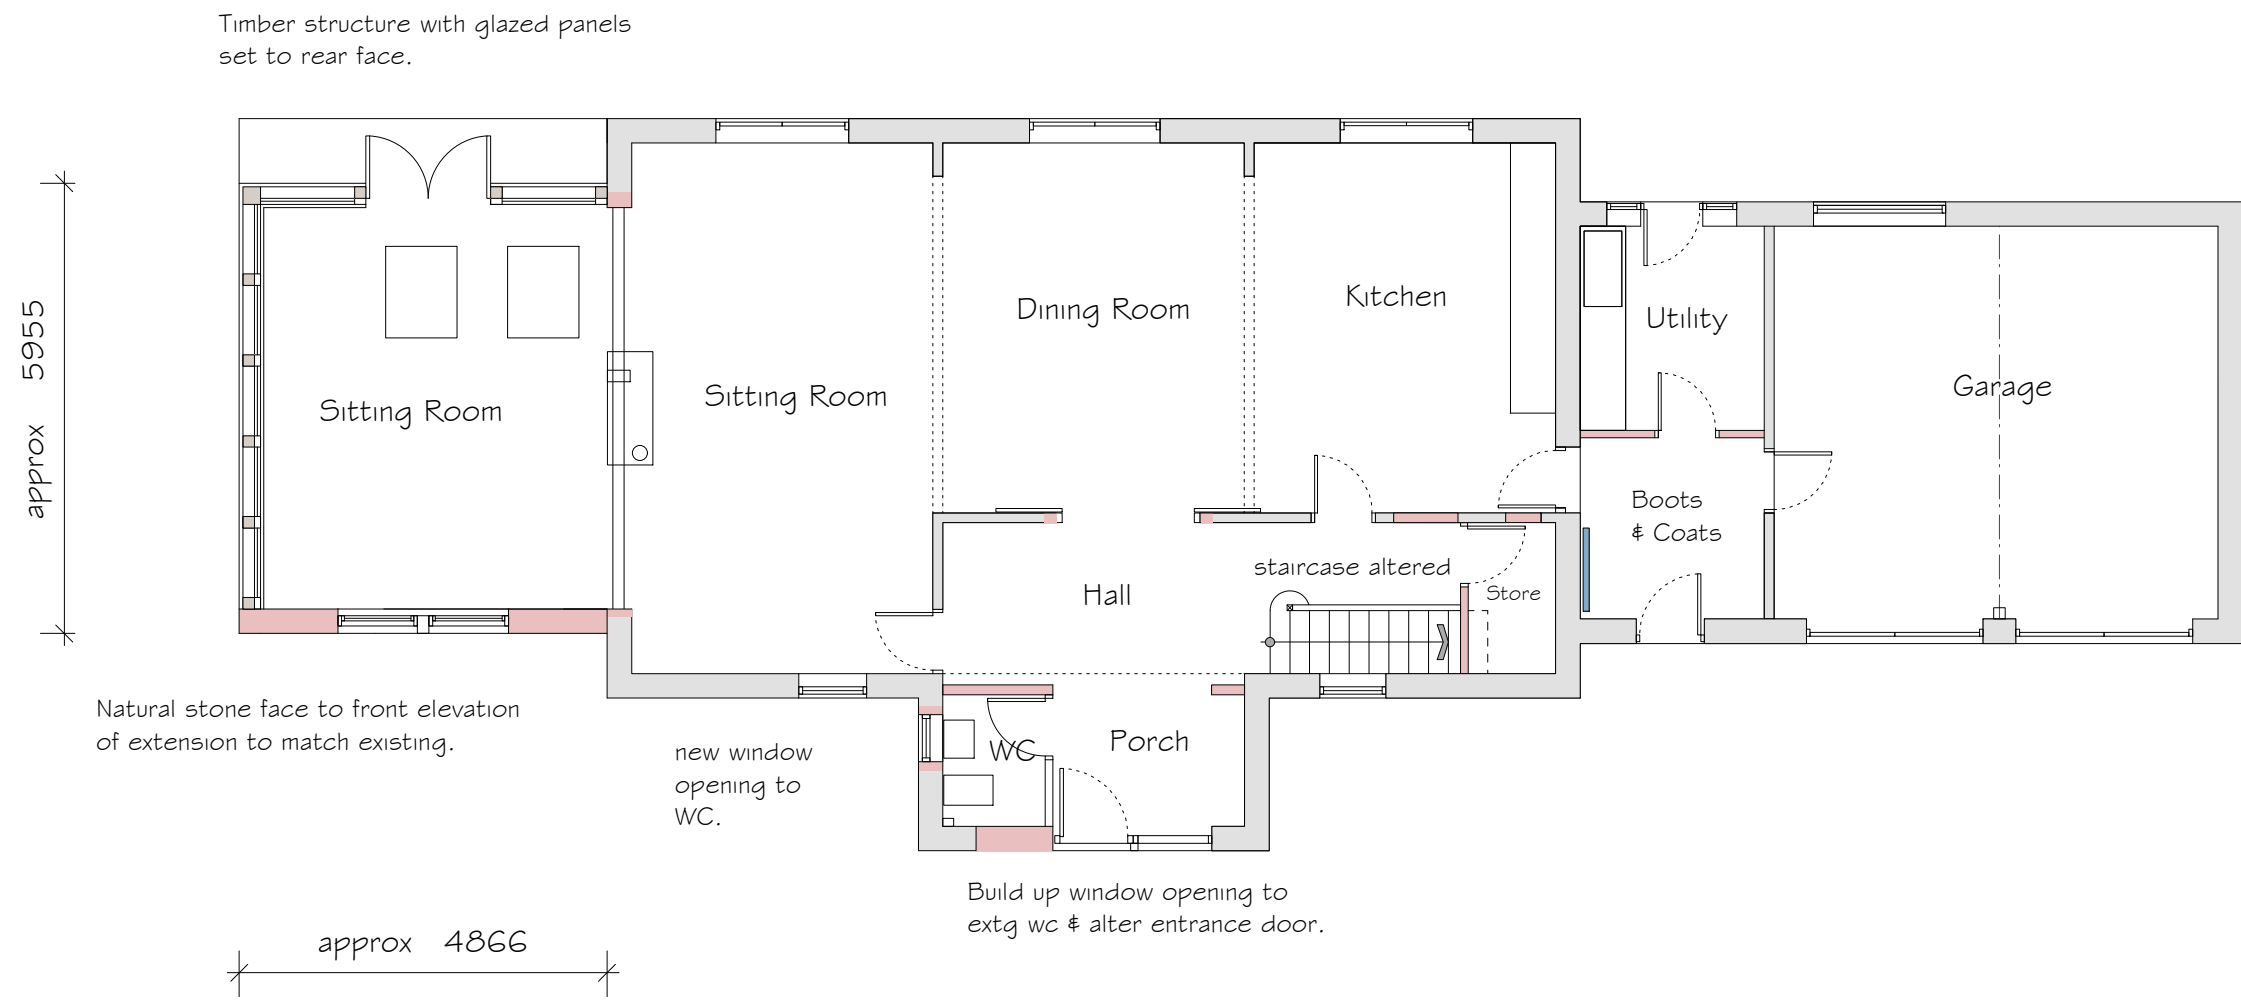 Timber structure with glazed panels
set to rear face.
approx 5955
Sitting Room
Sitting Room
Dining Room
Kitchen
Utility
Garage
Boots
& Coats
staircase altered
Hall
Store
Natural stone face to front elevation
of extension to match existing.
new window
opening to
WC.
WC
Porch
Build up window opening to
extg wc & alter entrance door.
approx 4866